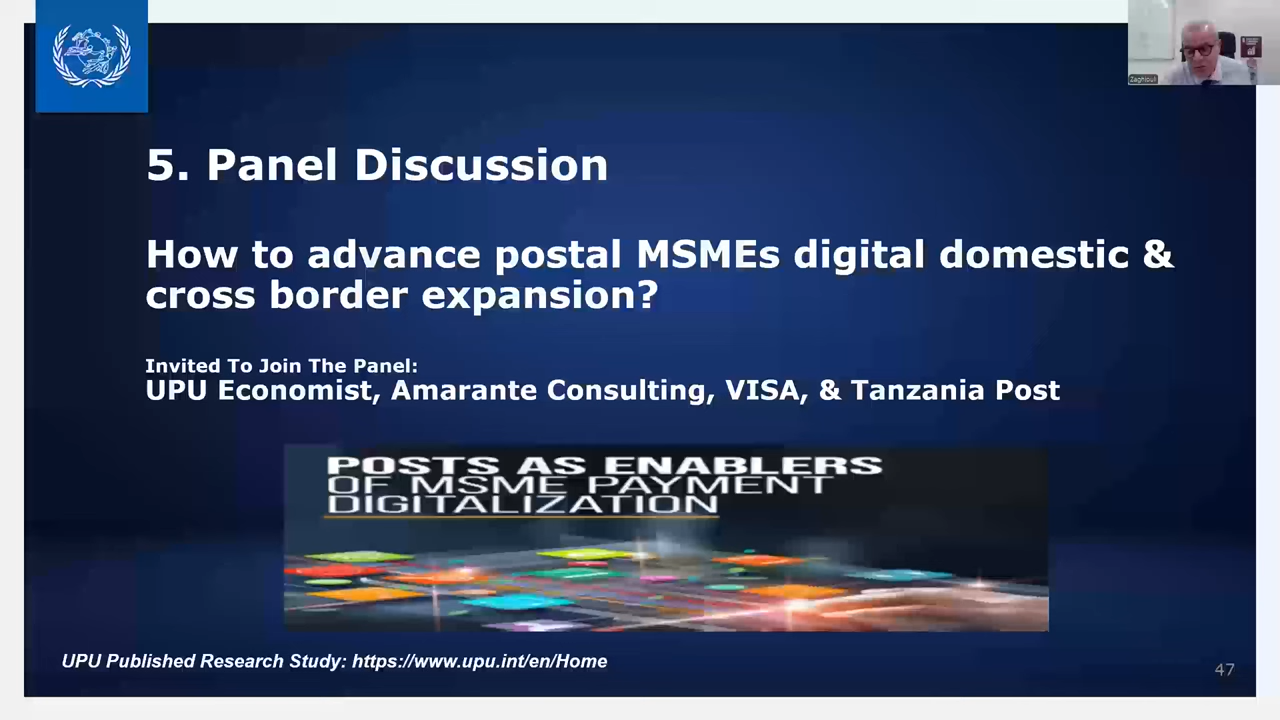 Zaghloul
5. Panel Discussion
How to advance postal MSMEs digital domestic &
cross border expansion?
Invited To Join The Panel:
UPU Economist, Amarante Consulting, VISA, & Tanzania Post
POSTS AS ENABLERS
OF MSME PAYMENT
DIGITALIZATION
UPU Published Research Study: https://www.upu.int/en/Home
47